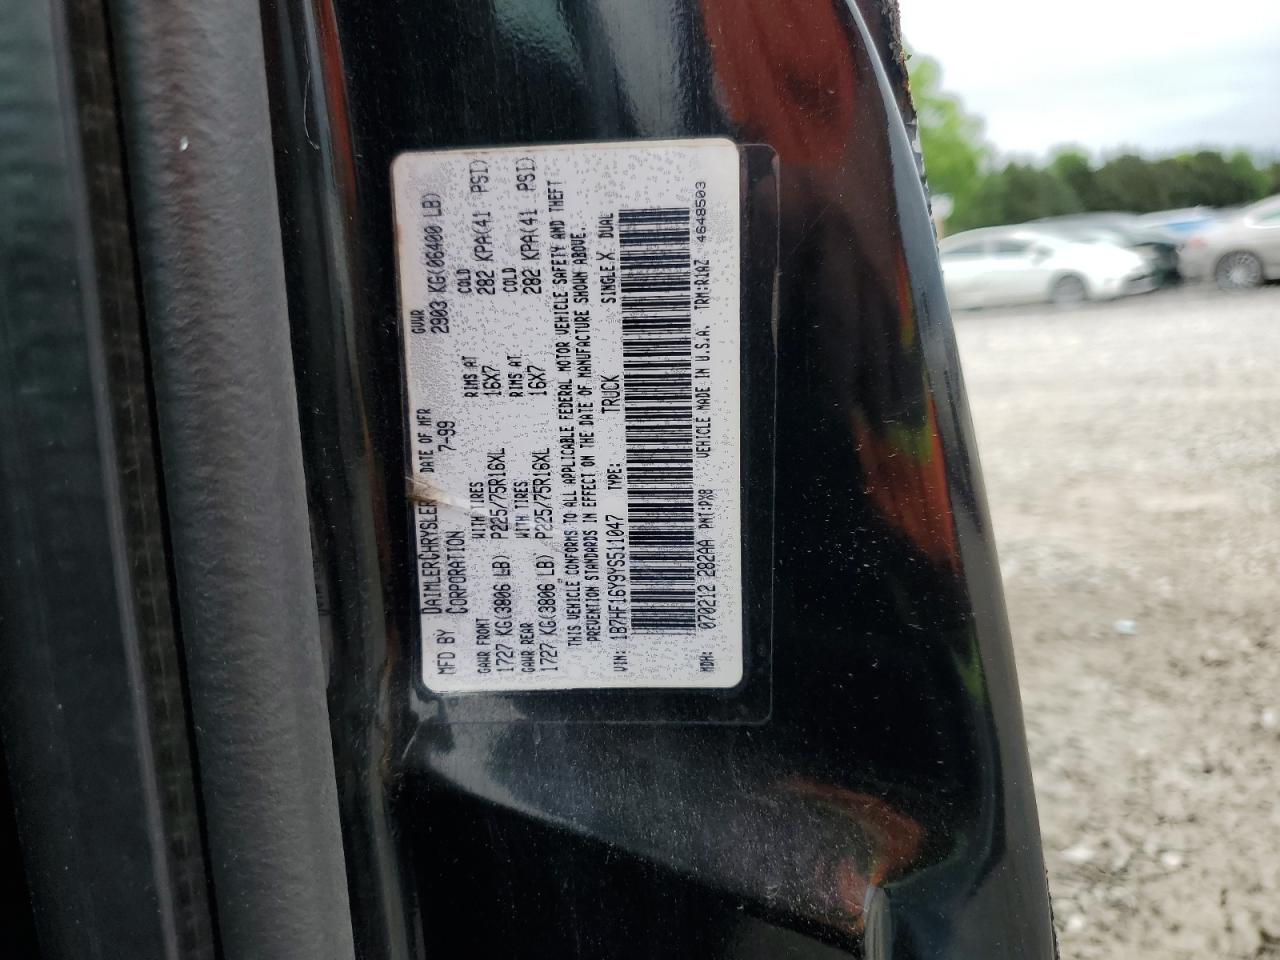 MFD BY DAIMLERCHRYSLER CORPORATION DATE OF MFR 7-99 GVWR 2903 KG(06400 LB)
GAWR FRONT WITH TIRES RIMS AT COLD
1727 KG(3806 LB) P225/75R16XL 16X7 282 KPA(41 PSI)
GAWR REAR WITH TIRES RIMS AT COLD
1727 KG(3806 LB) P225/75R16XL 16X7 282 KPA(41 PSI)
THIS VEHICLE CONFORMS TO ALL APPLICABLE FEDERAL MOTOR VEHICLE SAFETY AND THEFT
PREVENTION STANDARDS IN EFFECT ON THE DATE OF MANUFACTURE SHOWN ABOVE.
VIN: 1B7HF16Y9YS511047 TYPE: TRUCK SINGLE X DUAL
MDH: 070212 282AA PNT:PX8 VEHICLE MADE IN U.S.A. TRM:R1AZ 4648503